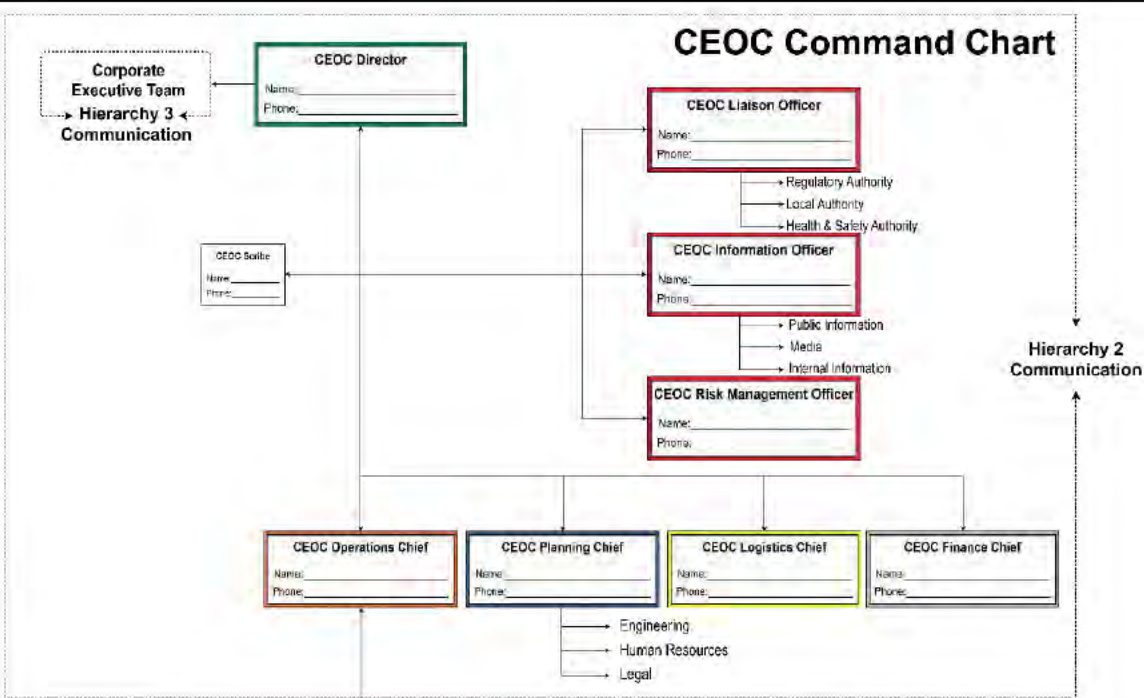 CEOC Command Chart
Corporate
Executive Team
Hierarchy 3
Communication
CEOC Director
Name:
Phone:
CEOC Liaison Officer
Name:
Phone:
Regulatory Authority
Local Authority
Health & Safety Authority
CEOC Scribe
Name:
Phone:
CEOC Information Officer
Name:
Phone:
Public Information
Media
Internal Information
Hierarchy 2
Communication
CEOC Risk Management Officer
Name:
Phone:
CEOC Operations Chief
Name:
Phone:
CEOC Planning Chief
Name:
Phone:
CEOC Logistics Chief
Name:
Phone:
CEOC Finance Chief
Name:
Phone:
Engineering
Human Resources
Legal